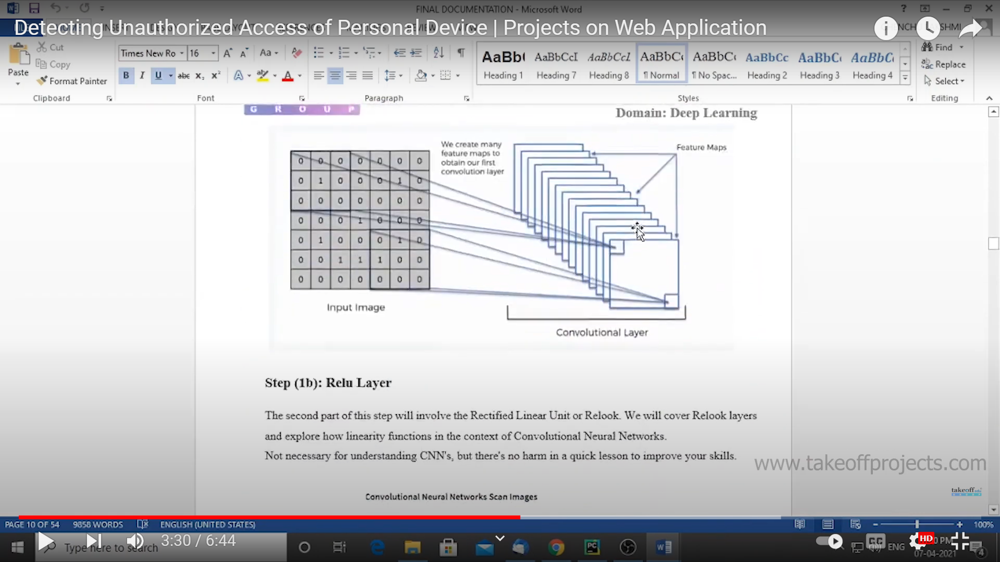 FINAL DOCUMENTATION - Microsoft Word
Detecting Unauthorized Access of Personal Device | Projects on Web Application
Cut
Copy
Paste
Format Painter
Times New Ro 16
Aa
B I U abc X₂ X²
AaBbCcI AaBbCcI
AaBbCc
Heading 1 Heading 7 Heading 8 ¶ Normal ¶ No Spac... Heading 2 Heading 3 Heading 4
Find
Replace
Select
Clipboard Font Paragraph Styles Editing
G R O U P
Domain: Deep Learning
We create many
feature maps to
obtain our first
convolution layer
Feature Maps
0 0 0 0 0 0 0
0 1 0 0 0 1 0
0 0 0 0 0 0 0
0 0 0 1 0 0 0
0 1 0 0 0 1 0
0 0 1 1 1 0 0
0 0 0 0 0 0 0
Input Image
Convolutional Layer
Step (1b): Relu Layer
The second part of this step will involve the Rectified Linear Unit or Relook. We will cover Relook layers
and explore how linearity functions in the context of Convolutional Neural Networks.
Not necessary for understanding CNN's, but there's no harm in a quick lesson to improve your skills.
www.takeoffprojects.com
takeoff
Convolutional Neural Networks Scan Images
PAGE 10 OF 54 9858 WORDS ENGLISH (UNITED STATES) 100%
3:30 / 6:44
Type here to search
PC
CC
HD
ENG
07-04-2021
4